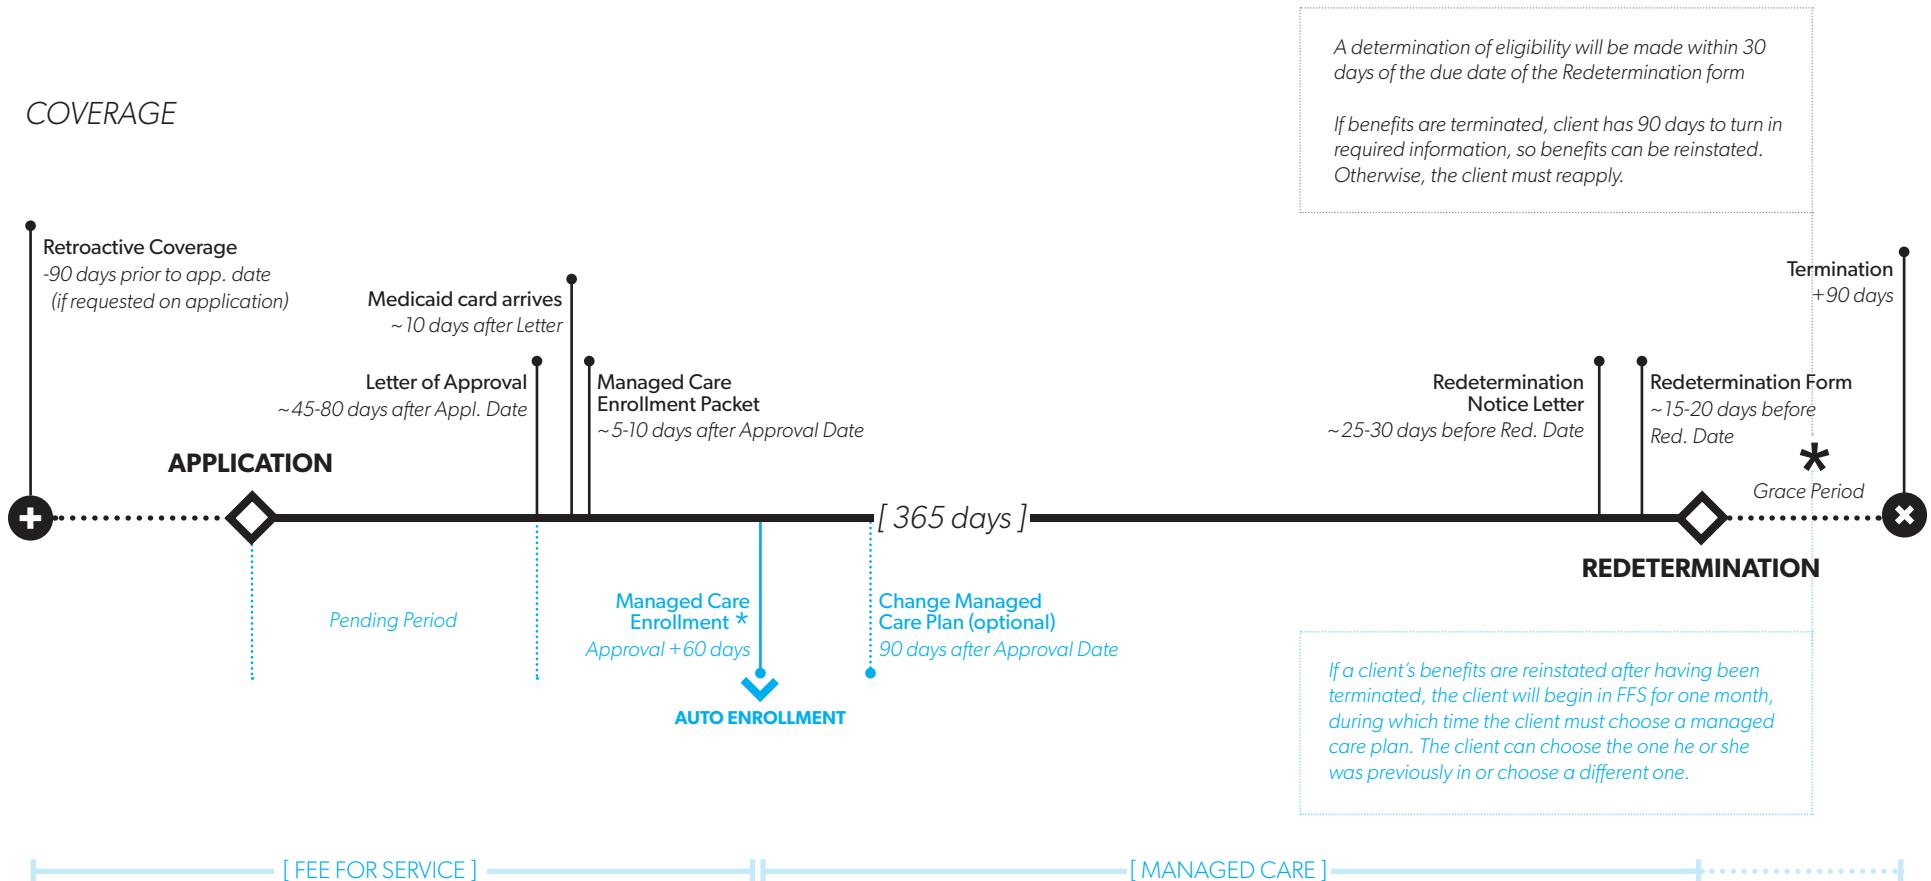 COVERAGE
A determination of eligibility will be made within 30
days of the due date of the Redetermination form
If benefits are terminated, client has 90 days to turn in
required information, so benefits can be reinstated.
Otherwise, the client must reapply.
Retroactive Coverage
-90 days prior to app. date
(if requested on application)
Medicaid card arrives
~10 days after Letter
Letter of Approval
~45-80 days after Appl. Date
Managed Care
Enrollment Packet
~5-10 days after Approval Date
Redetermination
Notice Letter
~25-30 days before Red. Date
Redetermination Form
~15-20 days before
Red. Date
Termination
+90 days
*
Grace Period
APPLICATION
[ 365 days ]
REDETERMINATION
Pending Period
Managed Care
Enrollment *
Approval +60 days
AUTO ENROLLMENT
Change Managed
Care Plan (optional)
90 days after Approval Date
If a client's benefits are reinstated after having been
terminated, the client will begin in FFS for one month,
during which time the client must choose a managed
care plan. The client can choose the one he or she
was previously in or choose a different one.
[ FEE FOR SERVICE ]
[ MANAGED CARE ]